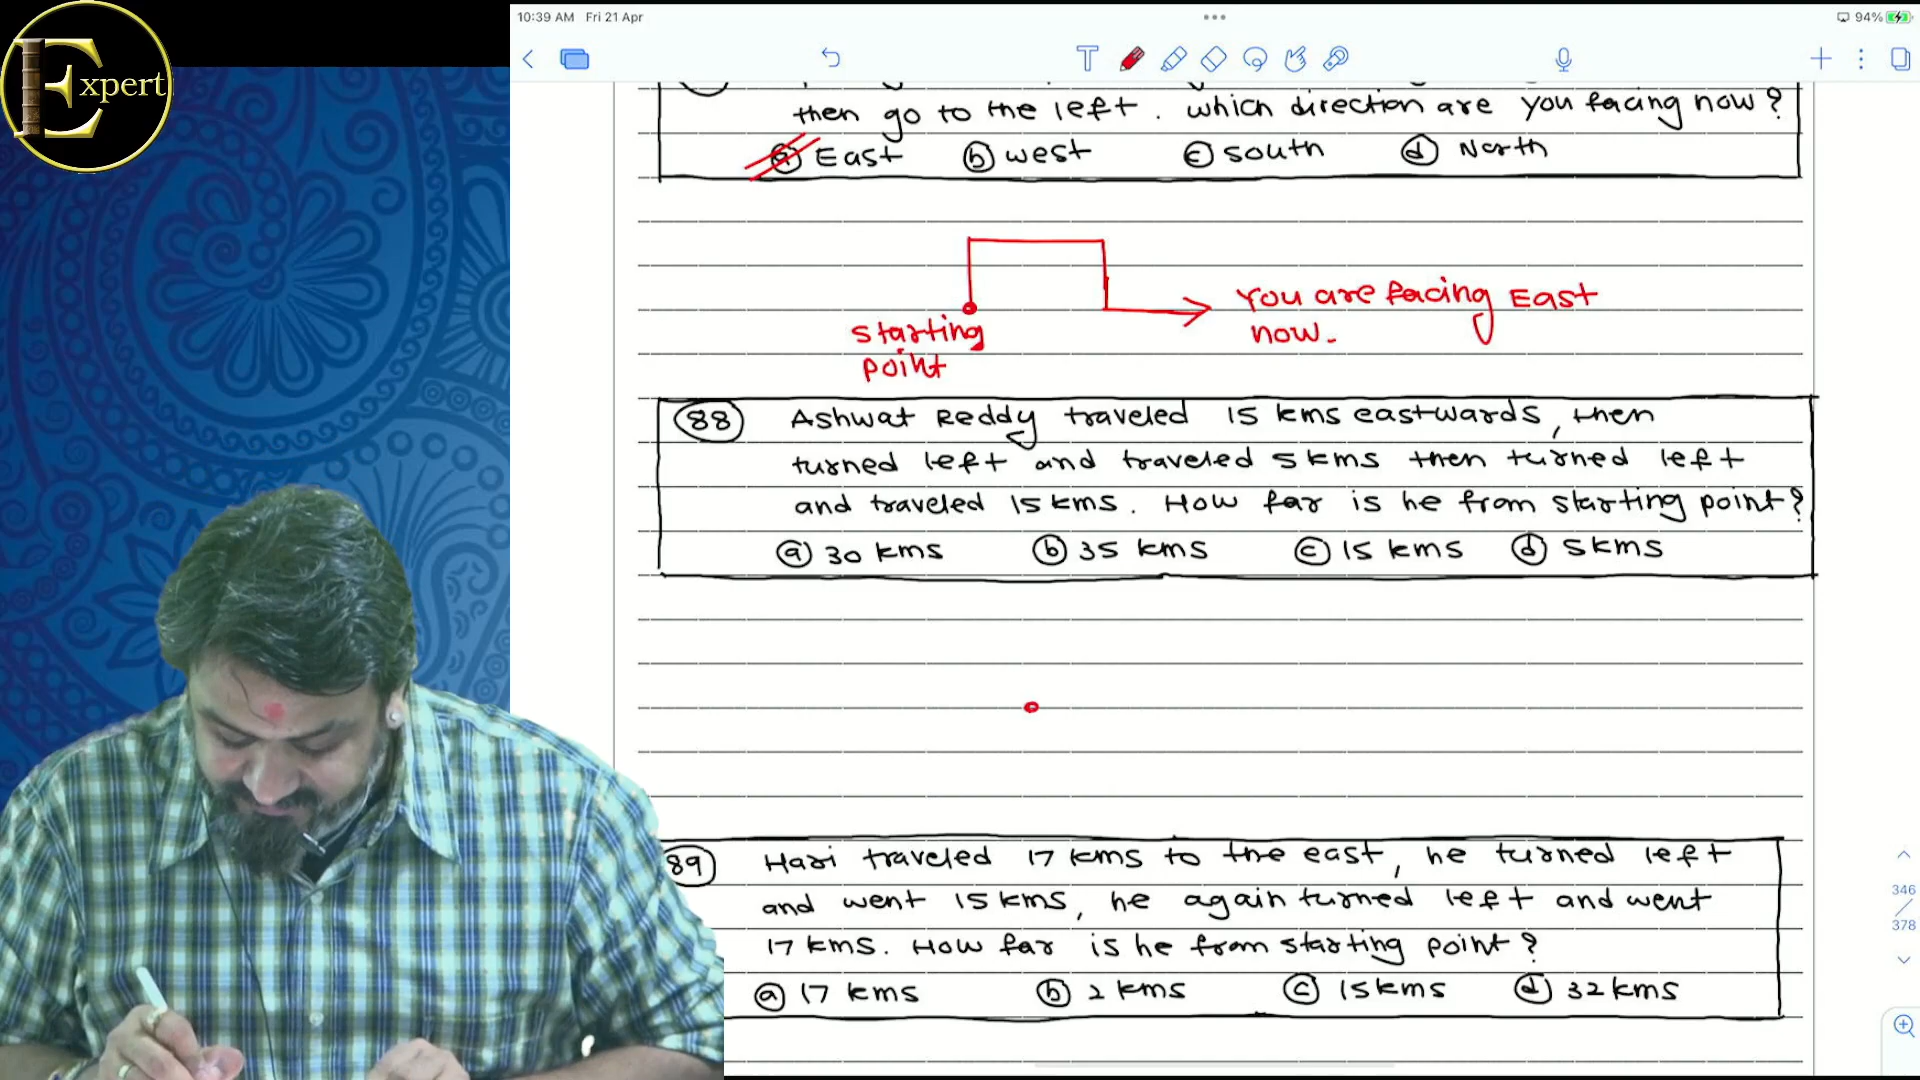 Expert
10:39 AM Fri 21 Apr
94%
then go to the left. which direction are you facing now?
(a) East (b) west (c) south (d) North
You are facing East
now.
starting
point
88 Ashwat Reddy traveled 15 kms eastwards, then
turned left and traveled 5 kms then turned left
and traveled 15 kms. How far is he from starting point?
(a) 30 kms (b) 35 kms (c) 15 kms (d) 5 kms
89 Hari traveled 17 kms to the east, he turned left
and went 15 kms, he again turned left and went
17 kms. How far is he from starting point?
(a) 17 kms (b) 2 kms (c) 15 kms (d) 32 kms
346
378